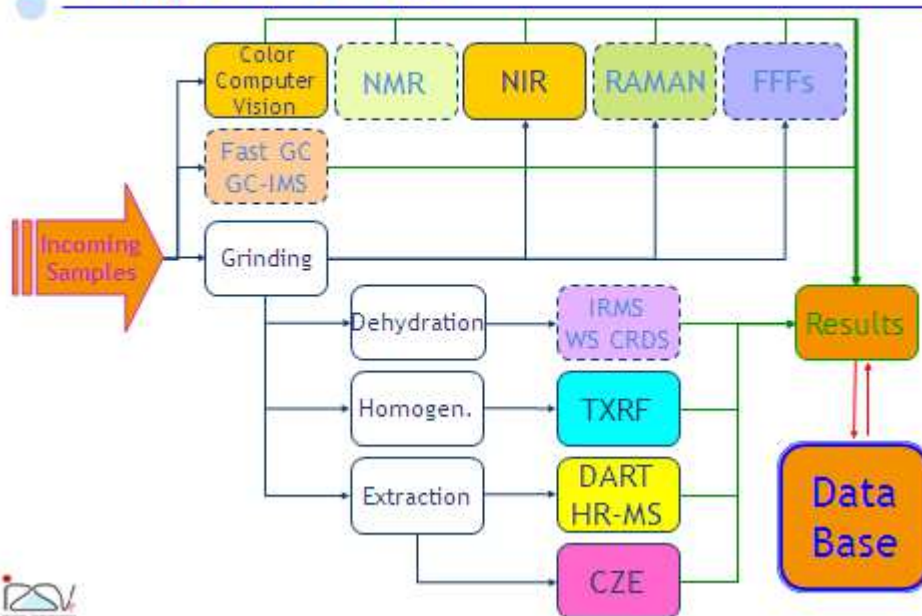 Color
Computer
Vision
NMR
NIR
RAMAN
FFFs
Fast GC
GC-IMS
Incoming
Samples
Grinding
Dehydration
IRMS
WS CRDS
Results
Homogen.
TXRF
Extraction
DART
HR-MS
Data
Base
CZE